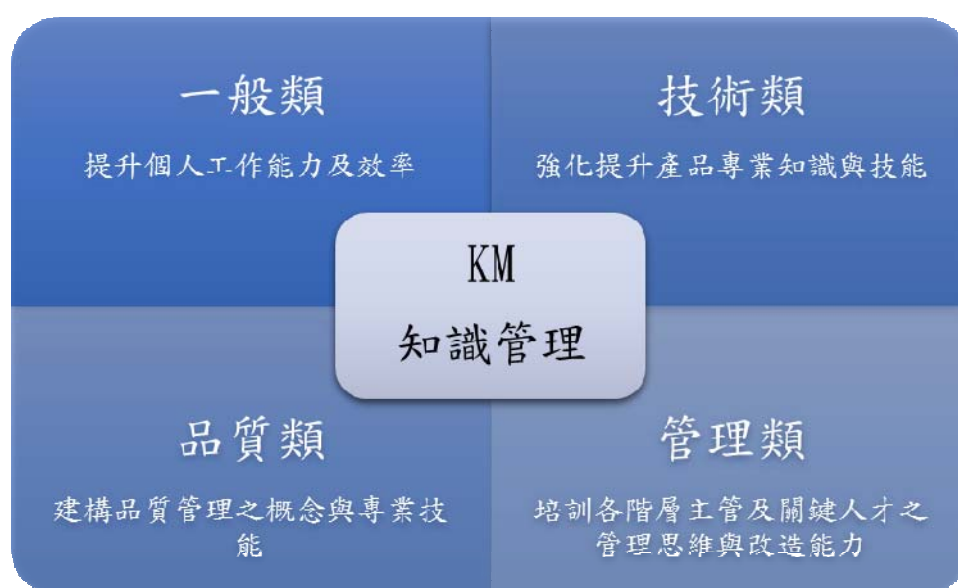 一般類
提升個人工作能力及效率
技術類
強化提升產品專業知識與技能
KM
知識管理
品質類
建構品質管理之概念與專業技
能
管理類
培訓各階層主管及關鍵人才之
管理思維與改造能力